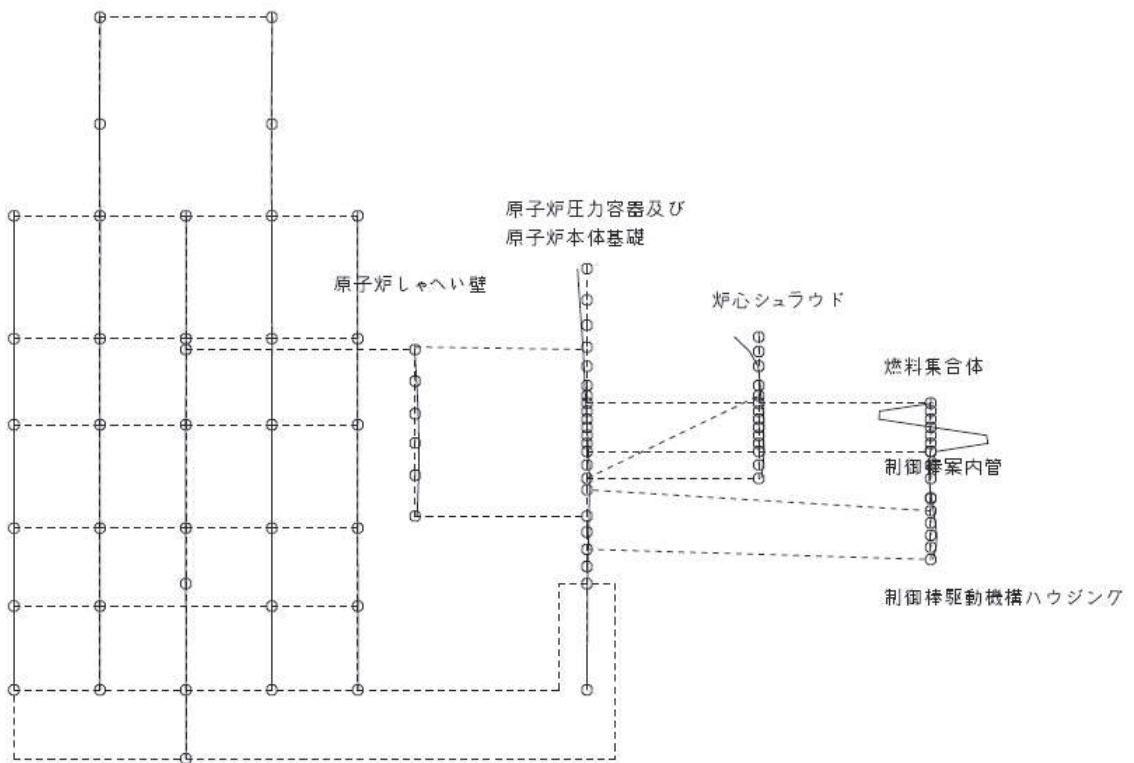 原子炉圧力容器及び
原子炉本体基礎
原子炉しゃへい壁
炉心シュラウド
燃料集合体
制御棒案内管
制御棒駆動機構ハウジング